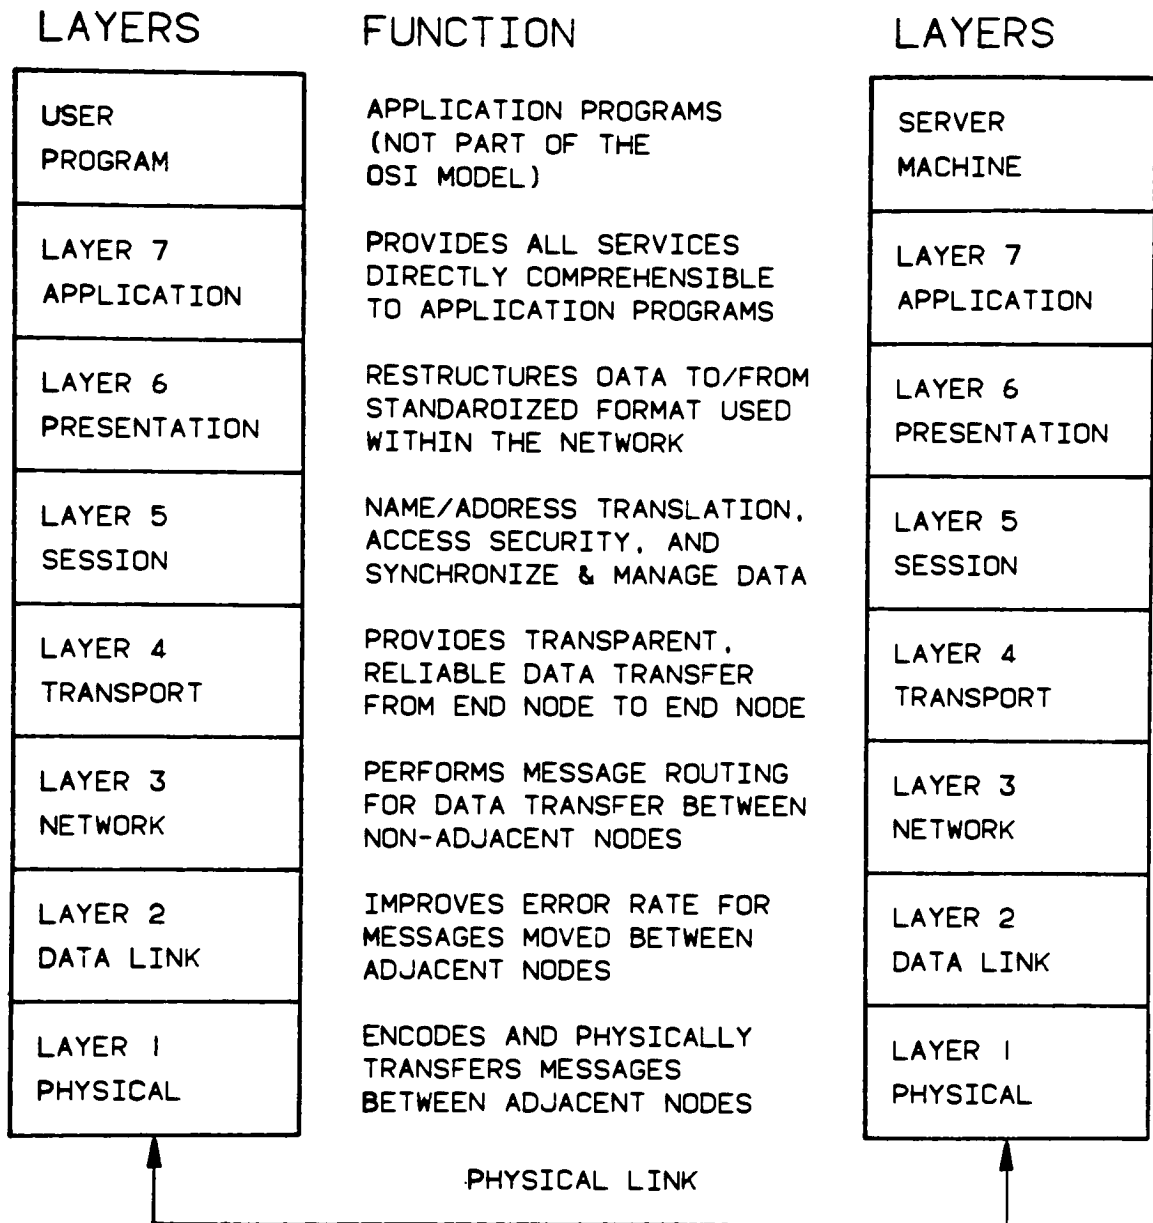 LAYERS
FUNCTION
LAYERS
USER
PROGRAM
APPLICATION PROGRAMS
(NOT PART OF THE
OSI MODEL)
SERVER
MACHINE
LAYER 7
APPLICATION
PROVIDES ALL SERVICES
DIRECTLY COMPREHENSIBLE
TO APPLICATION PROGRAMS
LAYER 7
APPLICATION
LAYER 6
PRESENTATION
RESTRUCTURES OATA TO/FROM
STANDAROIZED FORMAT USED
WITHIN THE NETWORK
LAYER 6
PRESENTATION
LAYER 5
SESSION
NAME/ADORESS TRANSLATION,
ACCESS SECURITY, AND
SYNCHRONIZE & MANAGE DATA
LAYER 5
SESSION
LAYER 4
TRANSPORT
PROVIOES TRANSPARENT,
RELIABLE DATA TRANSFER
FROM END NODE TO END NODE
LAYER 4
TRANSPORT
LAYER 3
NETWORK
PERFORMS MESSAGE ROUTING
FOR DATA TRANSFER BETWEEN
NON-ADJACENT NODES
LAYER 3
NETWORK
LAYER 2
DATA LINK
IMPROVES ERROR RATE FOR
MESSAGES MOVED BETWEEN
ADJACENT NODES
LAYER 2
DATA LINK
LAYER 1
PHYSICAL
ENCODES AND PHYSICALLY
TRANSFERS MESSAGES
BETWEEN ADJACENT NODES
LAYER 1
PHYSICAL
PHYSICAL LINK